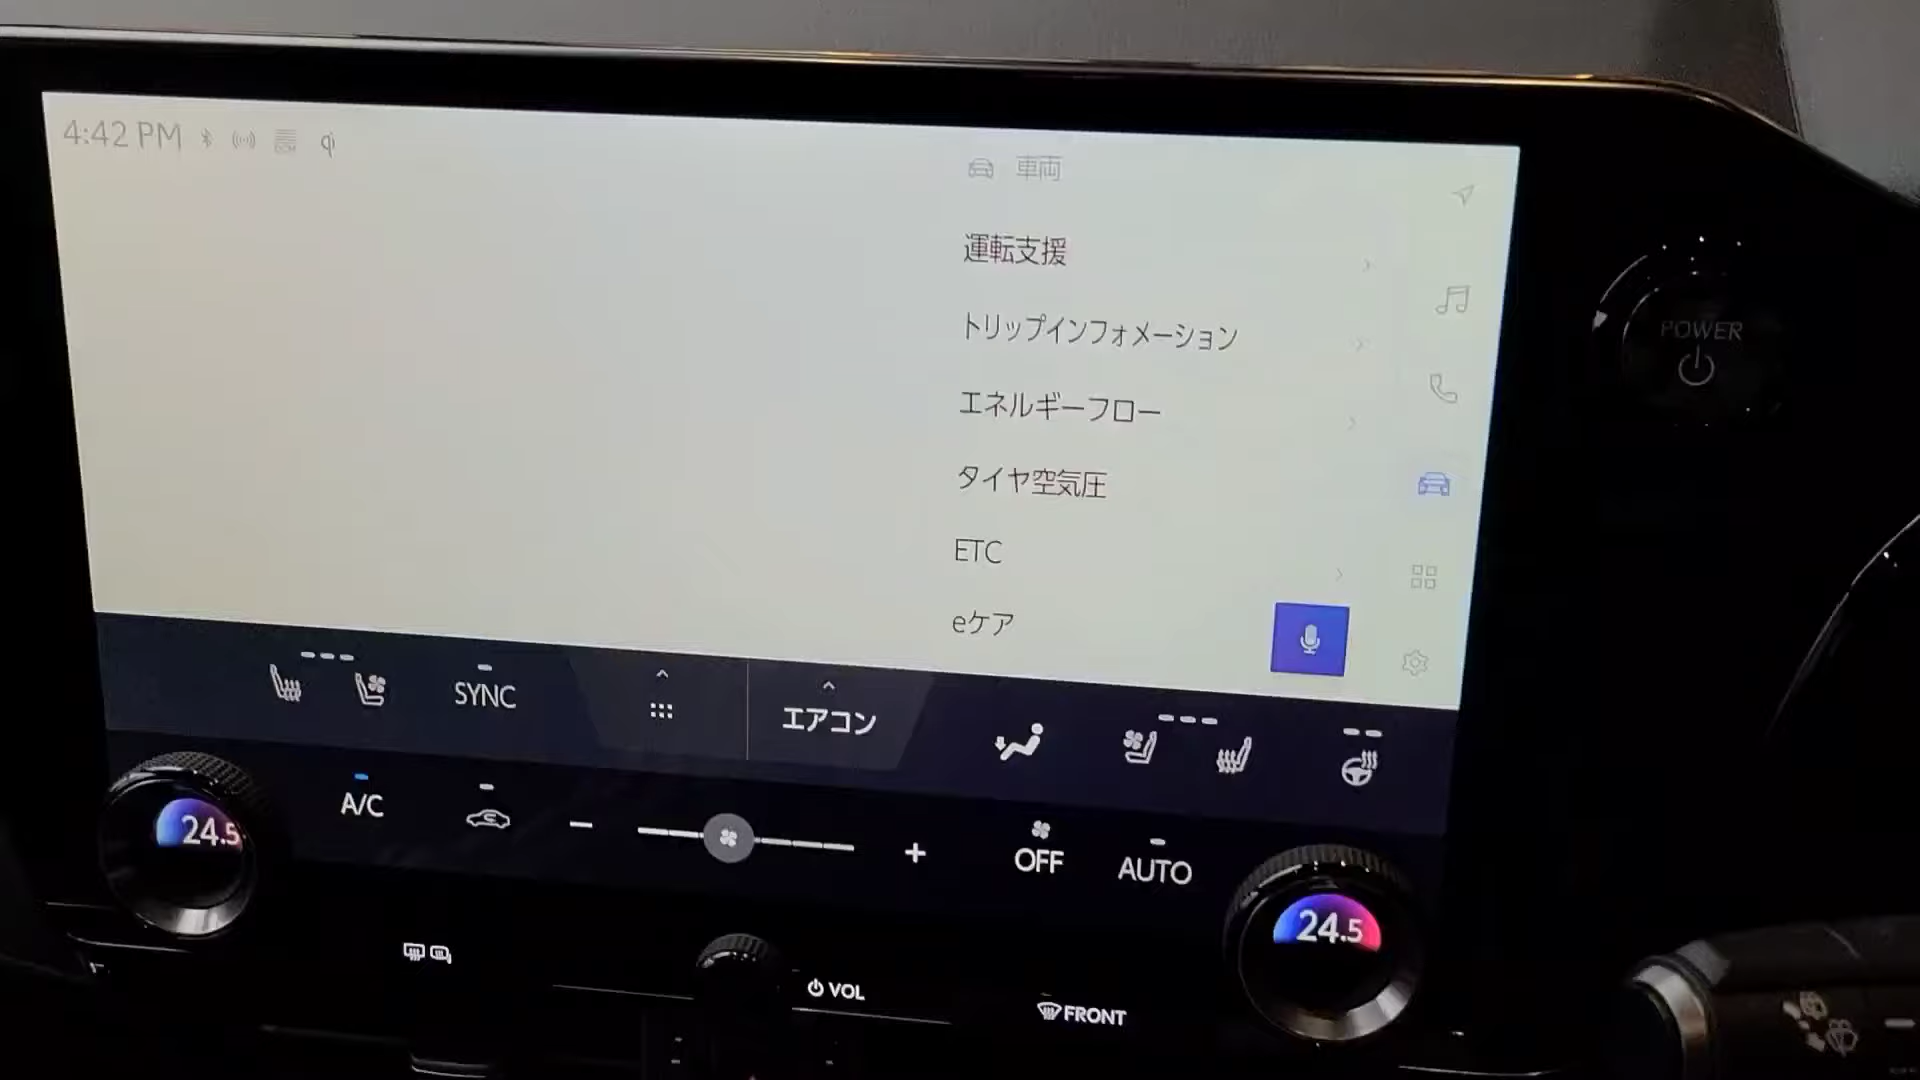 4:42 PM
車両
運転支援
トリップインフォメーション
エネルギーフロー
タイヤ空気圧
ETC
eケア
POWER
SYNC
エアコン
A/C
OFF
AUTO
24.5
24.5
VOL
FRONT